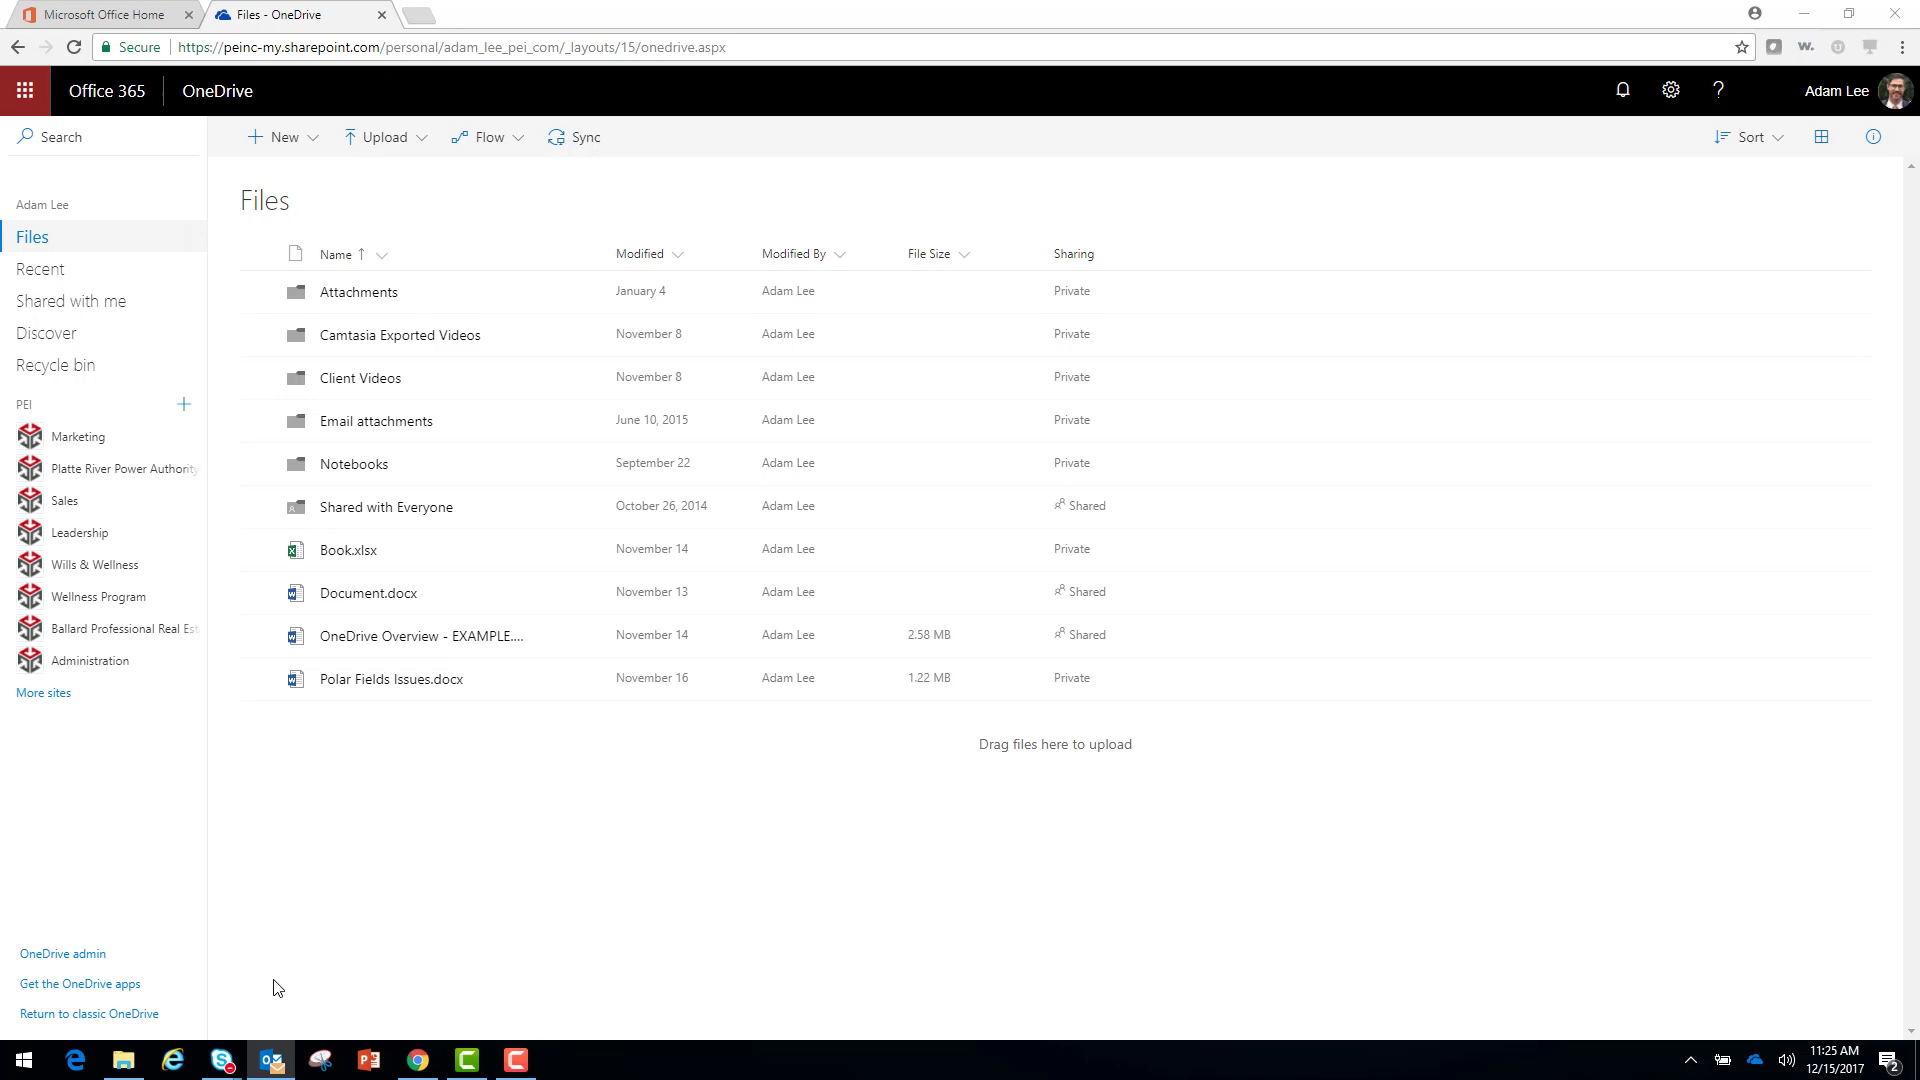 Microsoft Office Home
Files - OneDrive
Secure
https://peinc-my.sharepoint.com/personal/adam_lee_pei_com/_layouts/15/onedrive.aspx
Office 365
OneDrive
Adam Lee
Search
New
Upload
Flow
Sync
Sort
Adam Lee
Files
Recent
Shared with me
Discover
Recycle bin
PEI
Marketing
Platte River Power Authority
Sales
Leadership
Wills & Wellness
Wellness Program
Ballard Professional Real Est
Administration
More sites
OneDrive admin
Get the OneDrive apps
Return to classic OneDrive
Files
Name Modified Modified By File Size Sharing
Attachments January 4 Adam Lee Private
Camtasia Exported Videos November 8 Adam Lee Private
Client Videos November 8 Adam Lee Private
Email attachments June 10, 2015 Adam Lee Private
Notebooks September 22 Adam Lee Private
Shared with Everyone October 26, 2014 Adam Lee Shared
Book.xlsx November 14 Adam Lee Private
Document.docx November 13 Adam Lee Shared
OneDrive Overview - EXAMPLE.... November 14 Adam Lee 2.58 MB Shared
Polar Fields Issues.docx November 16 Adam Lee 1.22 MB Private
Drag files here to upload
11:25 AM
12/15/2017
2